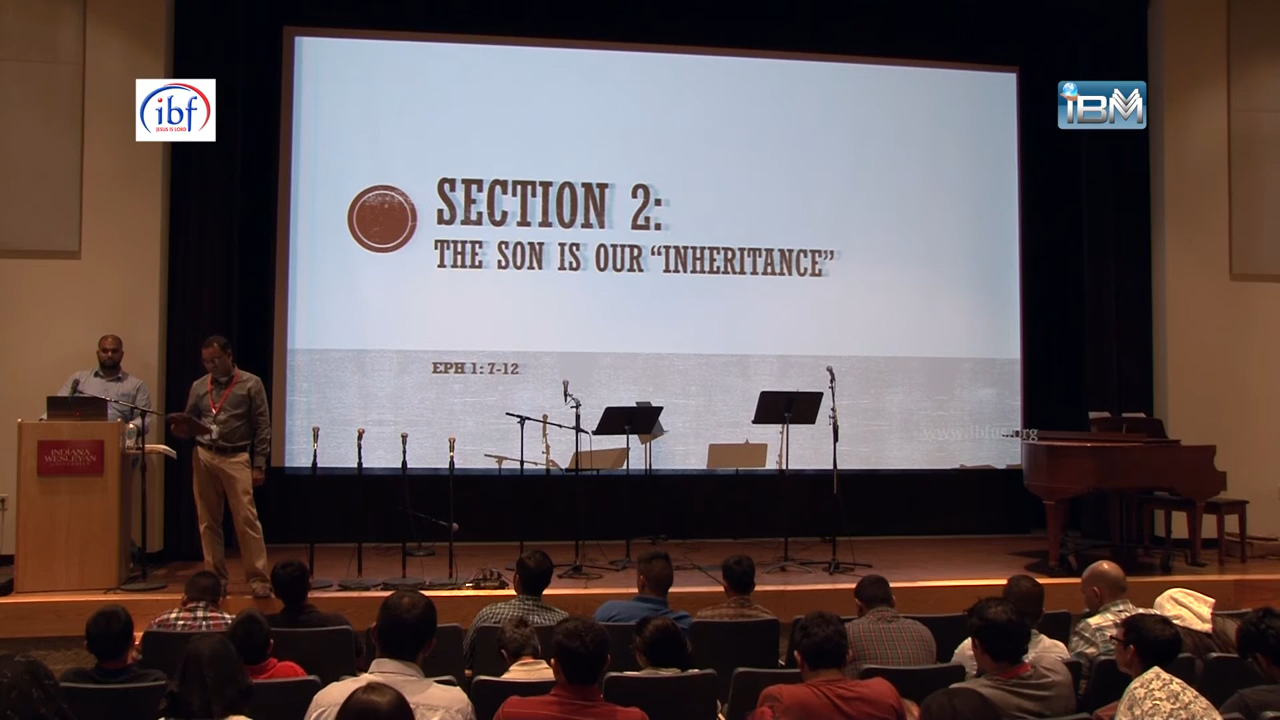 ibf
JESUS IS LORD
iBM
SECTION 2:
THE SON IS OUR “INHERITANCE”
EPH 1: 7-12
www.ibfus.org
INDIANA
WESLEYAN
UNIVERSITY